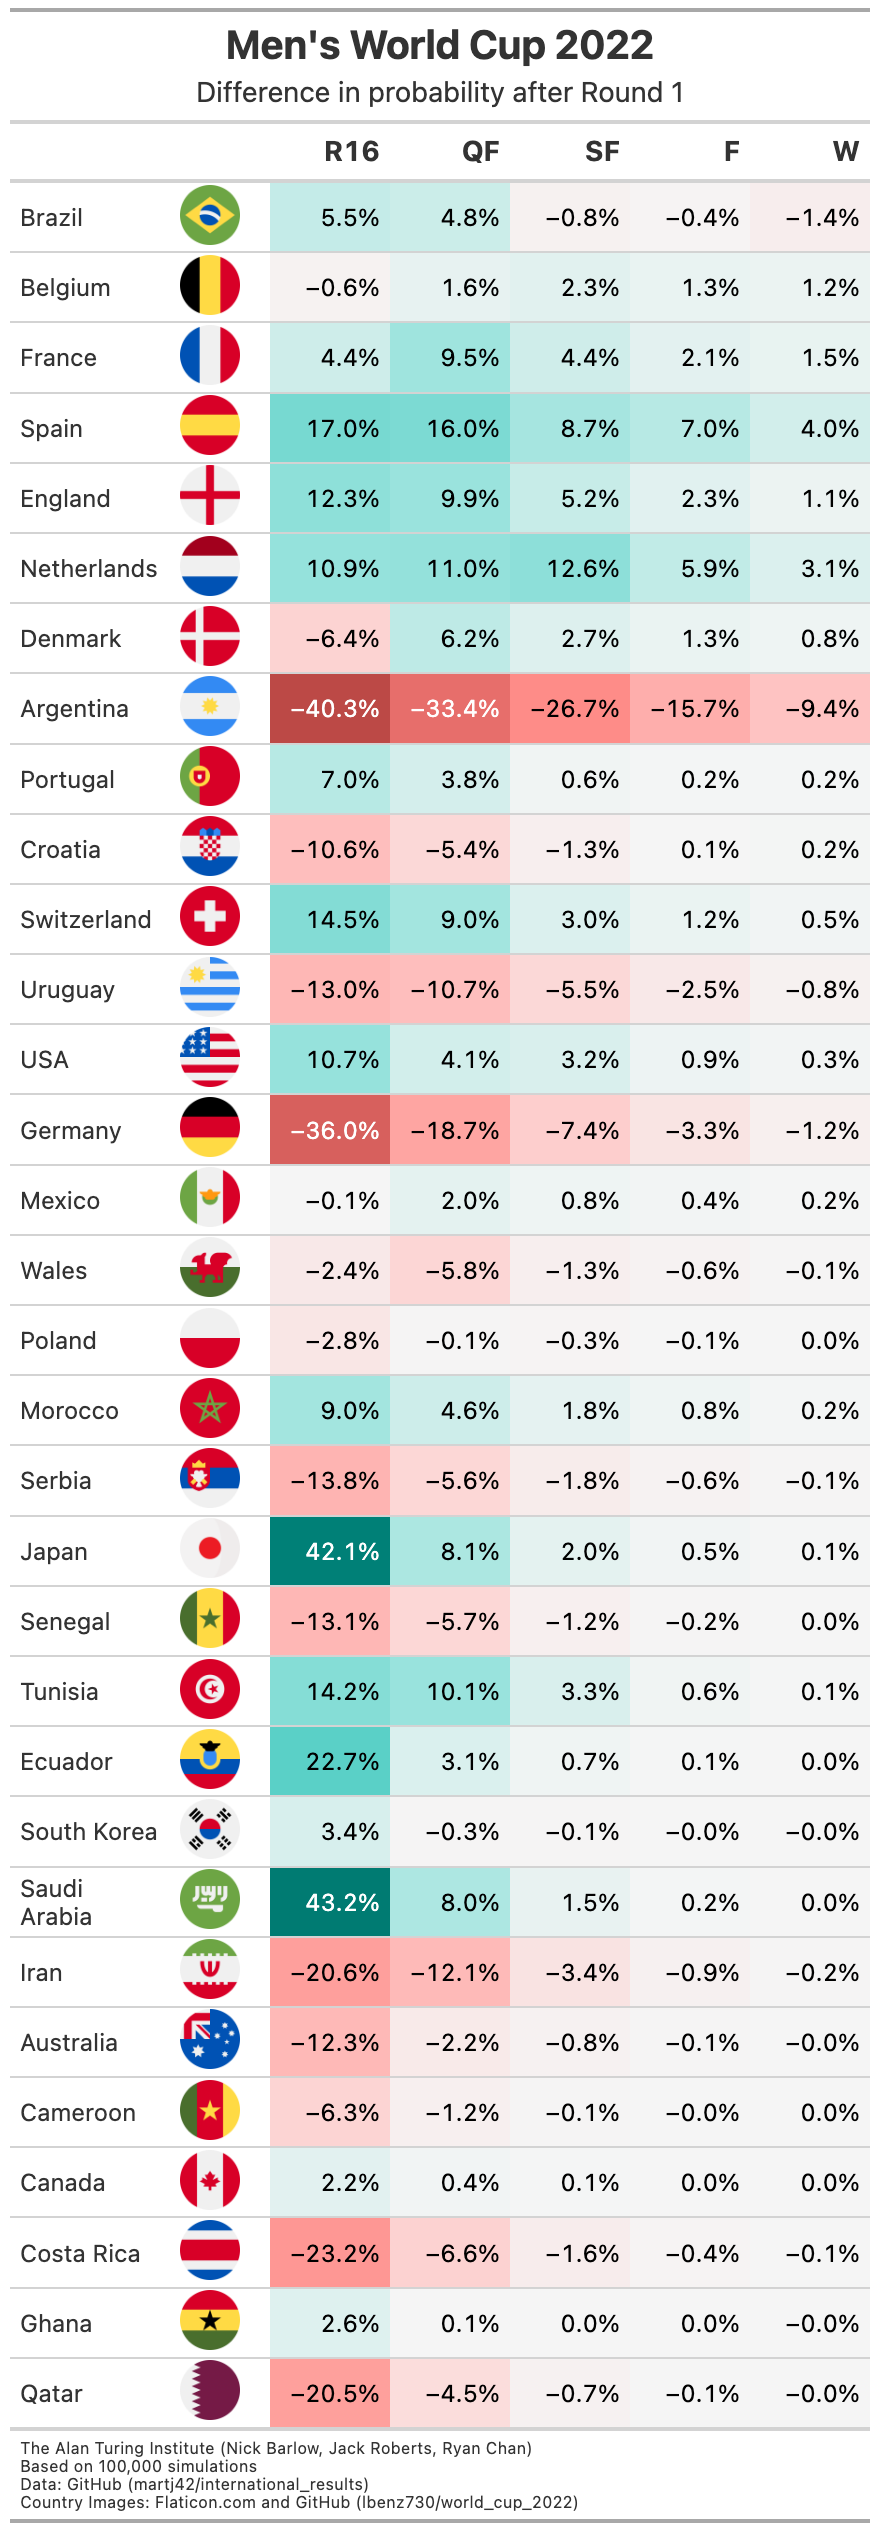 Men's World Cup 2022
Difference in probability after Round 1
R16 QF SF F W
Brazil 5.5% 4.8% −0.8% −0.4% −1.4%
Belgium −0.6% 1.6% 2.3% 1.3% 1.2%
France 4.4% 9.5% 4.4% 2.1% 1.5%
Spain 17.0% 16.0% 8.7% 7.0% 4.0%
England 12.3% 9.9% 5.2% 2.3% 1.1%
Netherlands 10.9% 11.0% 12.6% 5.9% 3.1%
Denmark −6.4% 6.2% 2.7% 1.3% 0.8%
Argentina −40.3% −33.4% −26.7% −15.7% −9.4%
Portugal 7.0% 3.8% 0.6% 0.2% 0.2%
Croatia −10.6% −5.4% −1.3% 0.1% 0.2%
Switzerland 14.5% 9.0% 3.0% 1.2% 0.5%
Uruguay −13.0% −10.7% −5.5% −2.5% −0.8%
USA 10.7% 4.1% 3.2% 0.9% 0.3%
Germany −36.0% −18.7% −7.4% −3.3% −1.2%
Mexico −0.1% 2.0% 0.8% 0.4% 0.2%
Wales −2.4% −5.8% −1.3% −0.6% −0.1%
Poland −2.8% −0.1% −0.3% −0.1% 0.0%
Morocco 9.0% 4.6% 1.8% 0.8% 0.2%
Serbia −13.8% −5.6% −1.8% −0.6% −0.1%
Japan 42.1% 8.1% 2.0% 0.5% 0.1%
Senegal −13.1% −5.7% −1.2% −0.2% 0.0%
Tunisia 14.2% 10.1% 3.3% 0.6% 0.1%
Ecuador 22.7% 3.1% 0.7% 0.1% 0.0%
South Korea 3.4% −0.3% −0.1% −0.0% −0.0%
Saudi
Arabia 43.2% 8.0% 1.5% 0.2% 0.0%
Iran −20.6% −12.1% −3.4% −0.9% −0.2%
Australia −12.3% −2.2% −0.8% −0.1% −0.0%
Cameroon −6.3% −1.2% −0.1% −0.0% 0.0%
Canada 2.2% 0.4% 0.1% 0.0% 0.0%
Costa Rica −23.2% −6.6% −1.6% −0.4% −0.1%
Ghana 2.6% 0.1% 0.0% 0.0% −0.0%
Qatar −20.5% −4.5% −0.7% −0.1% −0.0%
The Alan Turing Institute (Nick Barlow, Jack Roberts, Ryan Chan)
Based on 100,000 simulations
Data: GitHub (martj42/international_results)
Country Images: Flaticon.com and GitHub (lbenz730/world_cup_2022)